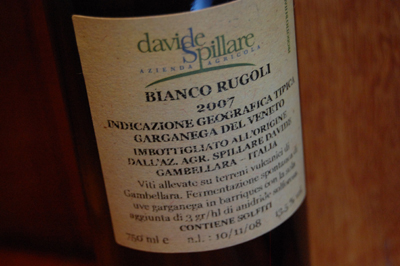 davide
Spillare
AZIENDA AGRICOLA
BIANCO RUGOLI
2007
INDICAZIONE GEOGRAFICA TIPICA
GARGANEGA DEL VENETO
IMBOTTIGLIATO ALL'ORIGINE
DALL'AZ. AGR. SPILLARE DAVIDE
GAMBELLARA - ITALIA
Viti allevate su terreni vulcanici di
Gambellara. Fermentazione spontanea di
uve garganega in barriques con la sola
aggiunta di 3 gr/hl di anidride solforosa
CONTIENE SOLFITI
750 ml e n.l.: 10/11/08 % vol